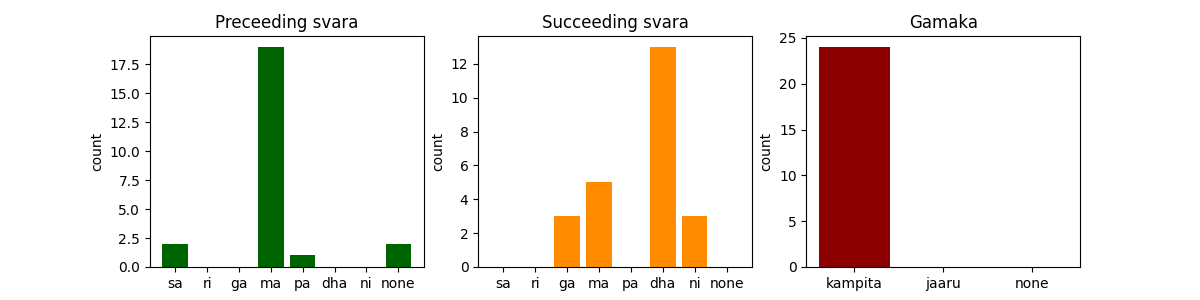 Preceeding svara
count
17.5
15.0
12.5
10.0
7.5
5.0
2.5
0.0
sa ri ga ma pa dha ni none
Succeeding svara
count
12
10
8
6
4
2
0
sa ri ga ma pa dha ni none
Gamaka
count
25
20
15
10
5
0
kampita jaaru none